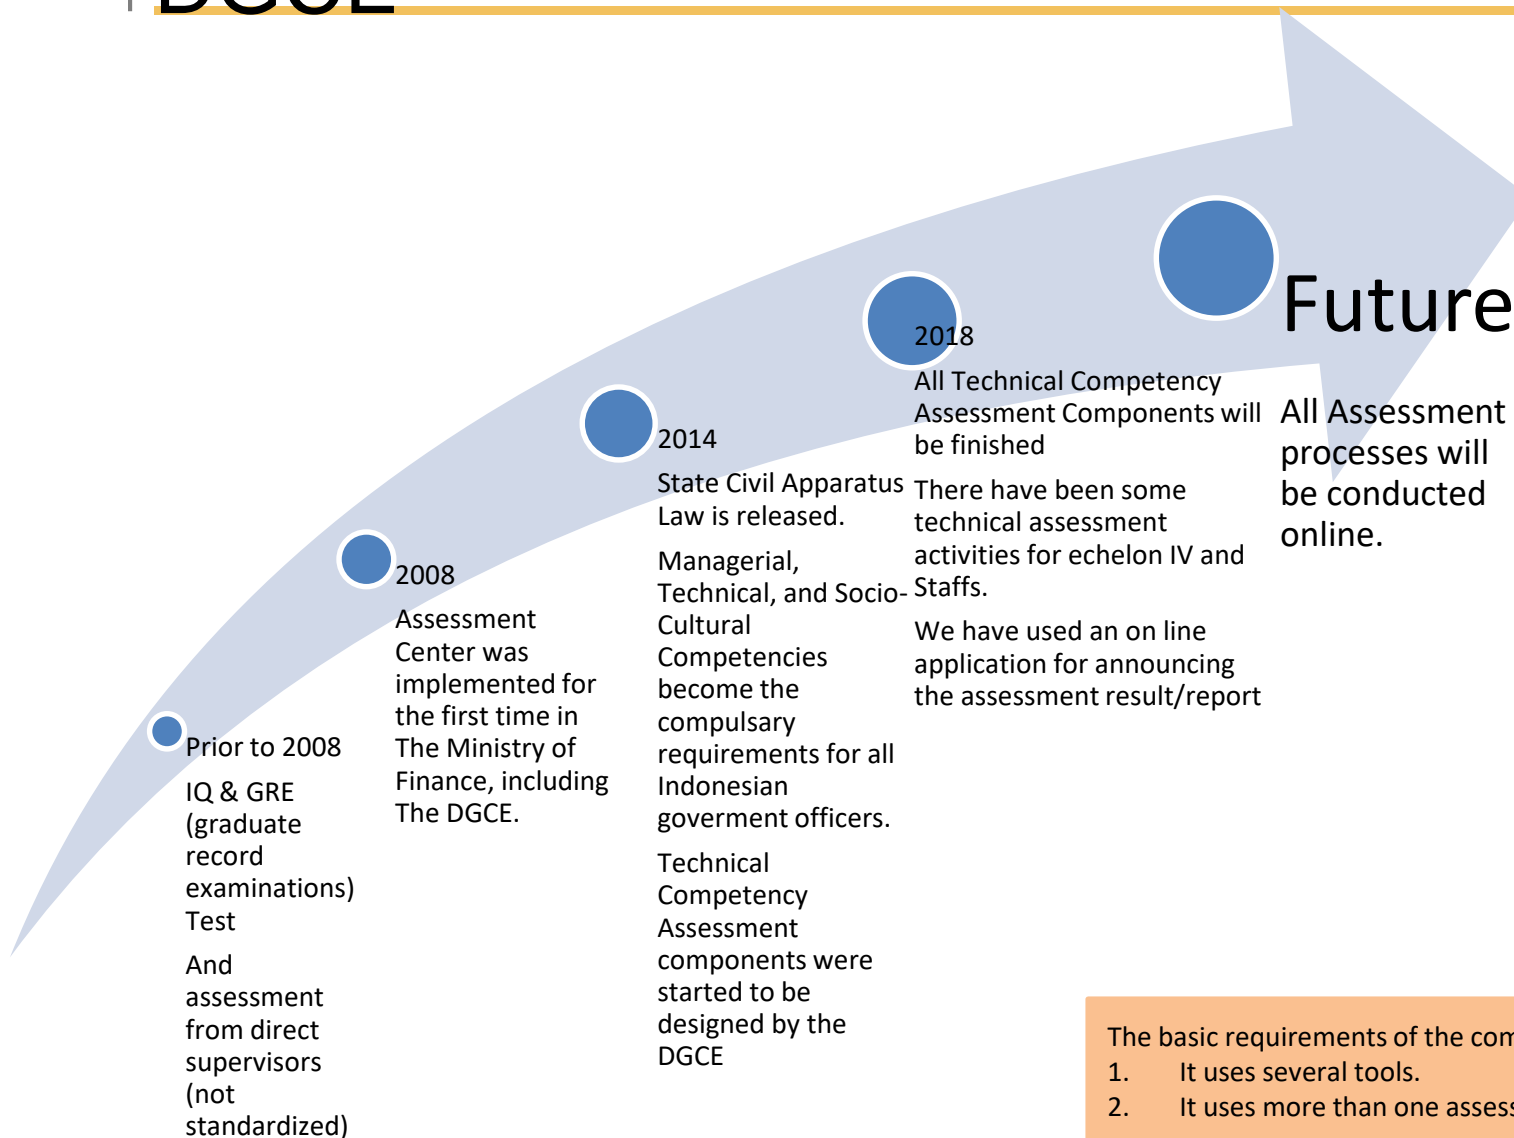 DGCE
Prior to 2008
IQ & GRE
(graduate
record
examinations)
Test
And
assessment
from direct
supervisors
(not
standardized)
2008
Assessment
Center was
implemented for
the first time in
The Ministry of
Finance, including
The DGCE.
2014
State Civil Apparatus
Law is released.
Managerial,
Technical, and Socio-
Cultural
Competencies
become the
compulsary
requirements for all
Indonesian
goverment officers.
Technical
Competency
Assessment
components were
started to be
designed by the
DGCE
2018
All Technical Competency
Assessment Components will
be finished
There have been some
technical assessment
activities for echelon IV and
Staffs.
We have used an on line
application for announcing
the assessment result/report
Future
All Assessment
processes will
be conducted
online.
The basic requirements of the com
1. It uses several tools.
2. It uses more than one assess